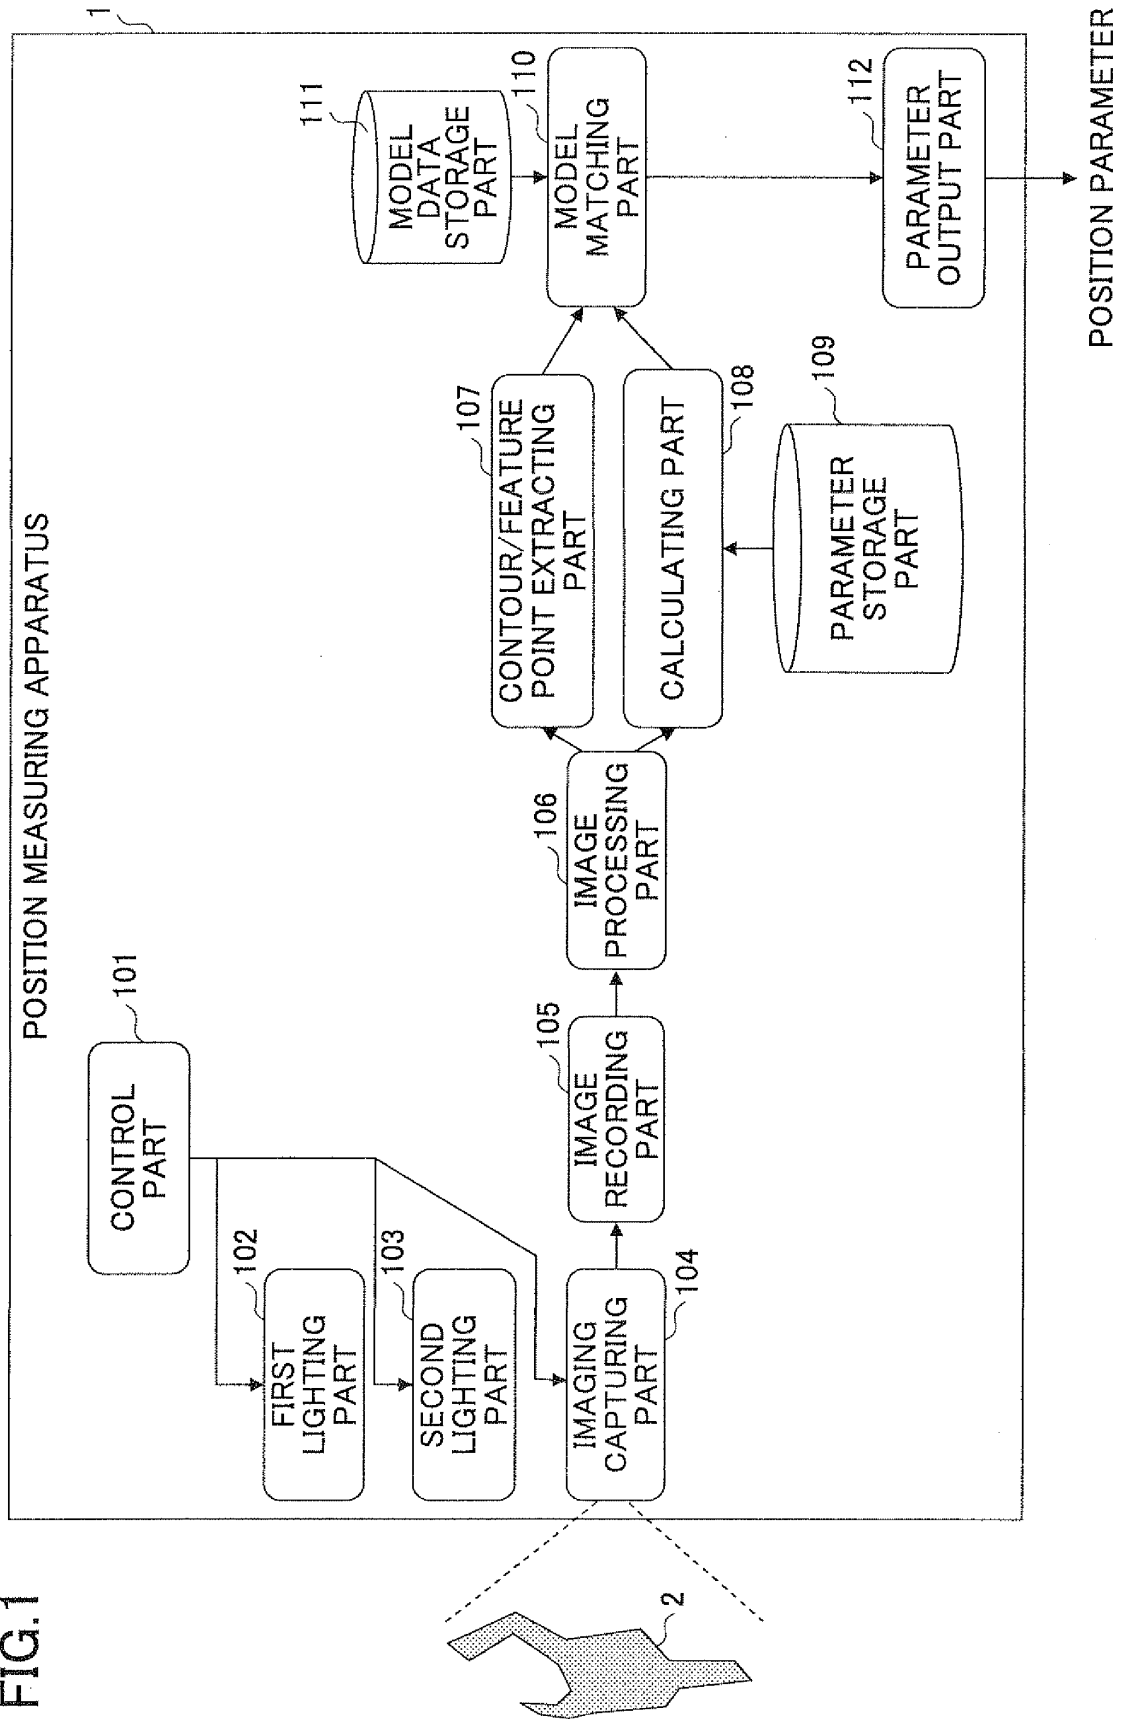 FIG.1
POSITION MEASURING APPARATUS
1
CONTROL
PART
101
FIRST
LIGHTING
PART
102
SECOND
LIGHTING
PART
103
IMAGING
CAPTURING
PART
104
2
IMAGE
RECORDING
PART
105
IMAGE
PROCESSING
PART
106
CONTOUR/FEATURE
POINT EXTRACTING
PART
107
CALCULATING PART
108
PARAMETER
STORAGE
PART
109
MODEL
DATA
STORAGE
PART
111
MODEL
MATCHING
PART
110
PARAMETER
OUTPUT PART
112
POSITION PARAMETER